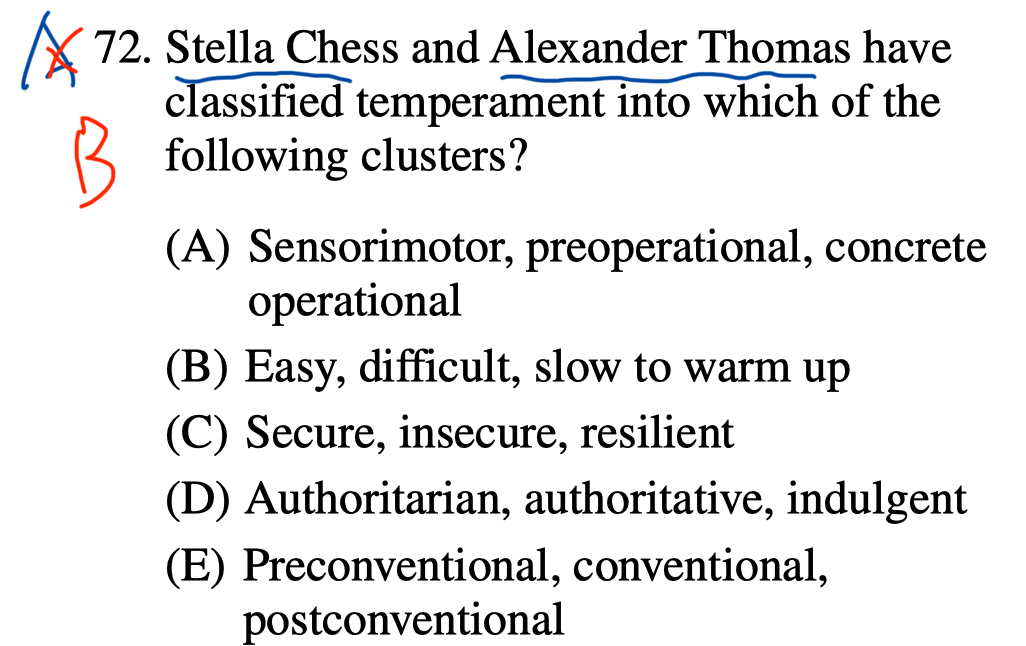 A 72. Stella Chess and Alexander Thomas have
B classified temperament into which of the
following clusters?
(A) Sensorimotor, preoperational, concrete
operational
(B) Easy, difficult, slow to warm up
(C) Secure, insecure, resilient
(D) Authoritarian, authoritative, indulgent
(E) Preconventional, conventional,
postconventional